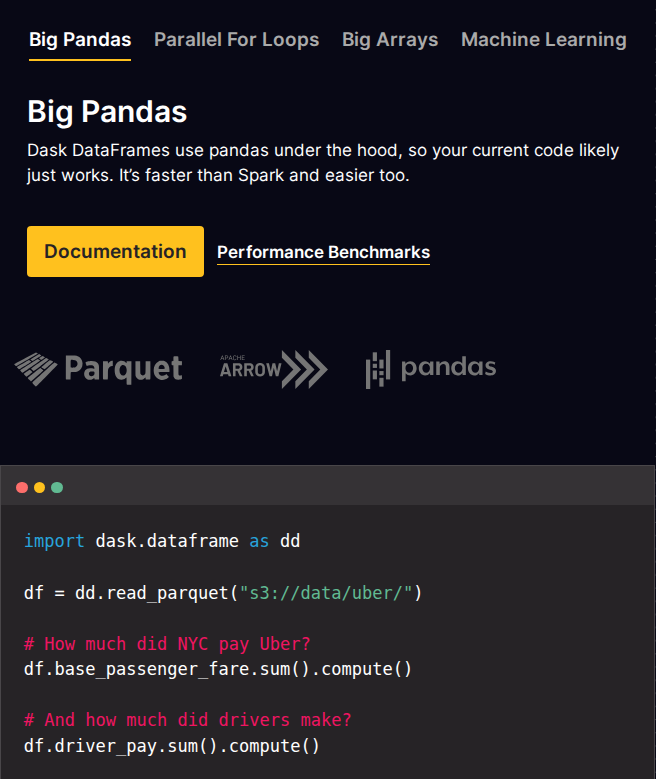 Big Pandas Parallel For Loops Big Arrays Machine Learning
Big Pandas
Dask DataFrames use pandas under the hood, so your current code likely
just works. It’s faster than Spark and easier too.
Documentation Performance Benchmarks
Parquet APACHE ARROW pandas
import dask.dataframe as dd
df = dd.read_parquet("s3://data/uber/")
# How much did NYC pay Uber?
df.base_passenger_fare.sum().compute()
# And how much did drivers make?
df.driver_pay.sum().compute()